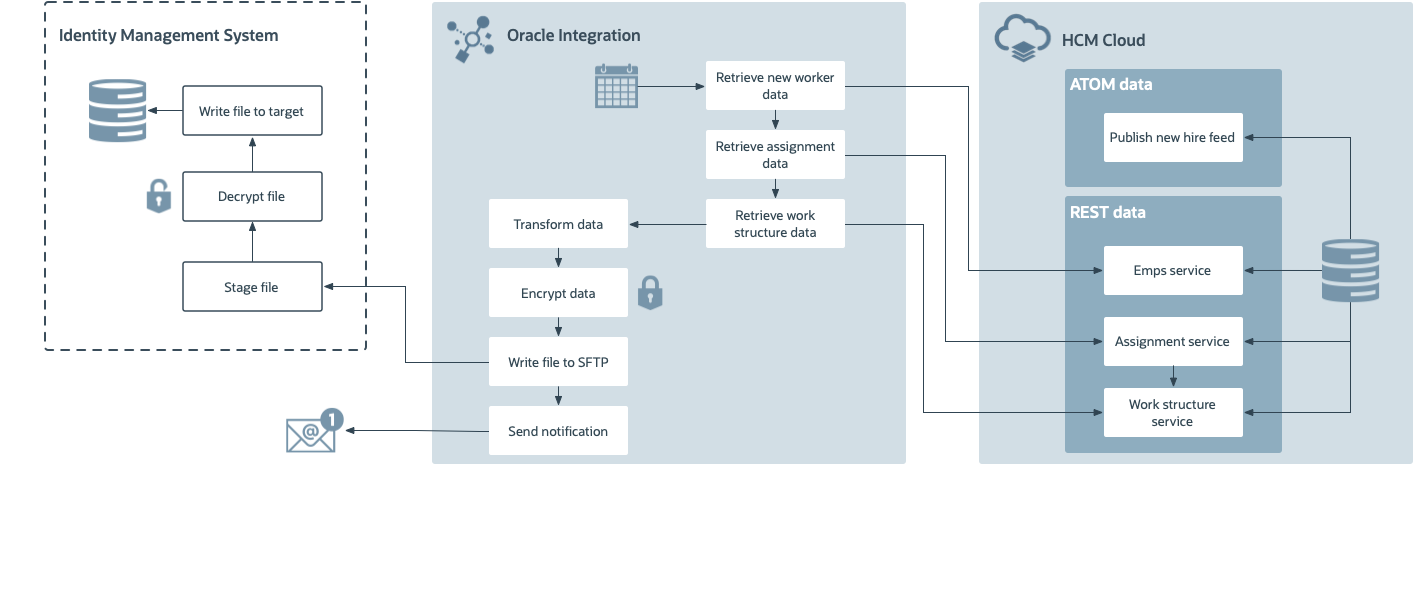 Identity Management System
Write file to target
Decrypt file
Stage file
Oracle Integration
Retrieve new worker
data
Retrieve assignment
data
Retrieve work
structure data
Transform data
Encrypt data
Write file to SFTP
Send notification
@
1
HCM Cloud
ATOM data
Publish new hire feed
REST data
Emps service
Assignment service
Work structure
service